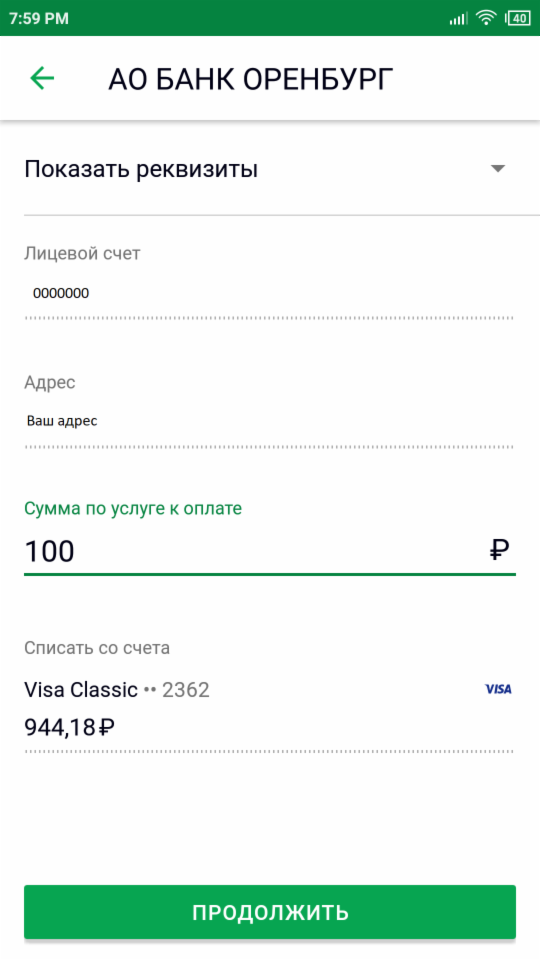 7:59 PM
40
АО БАНК ОРЕНБУРГ
Показать реквизиты
Лицевой счет
0000000
Адрес
Ваш адрес
Сумма по услуге к оплате
100 ₽
Списать со счета
Visa Classic •• 2362 VISA
944,18 ₽
ПРОДОЛЖИТЬ